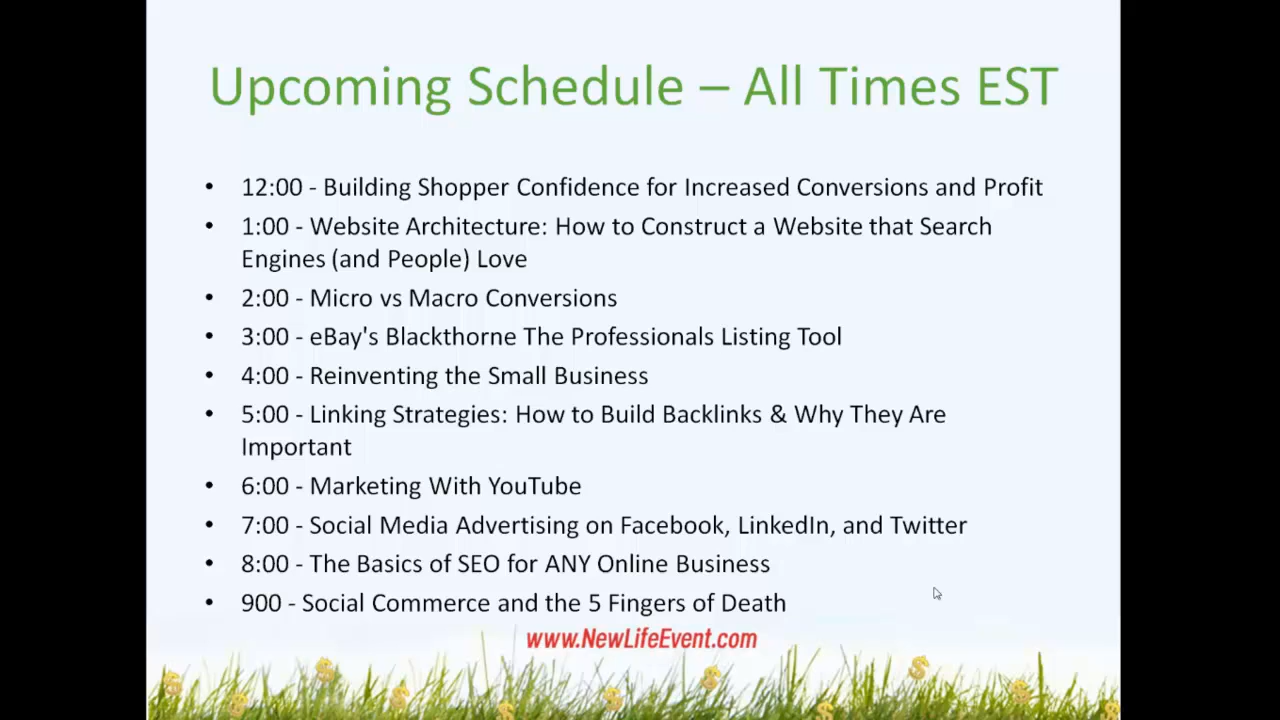 Upcoming Schedule – All Times EST
• 12:00 - Building Shopper Confidence for Increased Conversions and Profit
• 1:00 - Website Architecture: How to Construct a Website that Search
Engines (and People) Love
• 2:00 - Micro vs Macro Conversions
• 3:00 - eBay's Blackthorne The Professionals Listing Tool
• 4:00 - Reinventing the Small Business
• 5:00 - Linking Strategies: How to Build Backlinks & Why They Are
Important
• 6:00 - Marketing With YouTube
• 7:00 - Social Media Advertising on Facebook, LinkedIn, and Twitter
• 8:00 - The Basics of SEO for ANY Online Business
• 900 - Social Commerce and the 5 Fingers of Death
www.NewLifeEvent.com